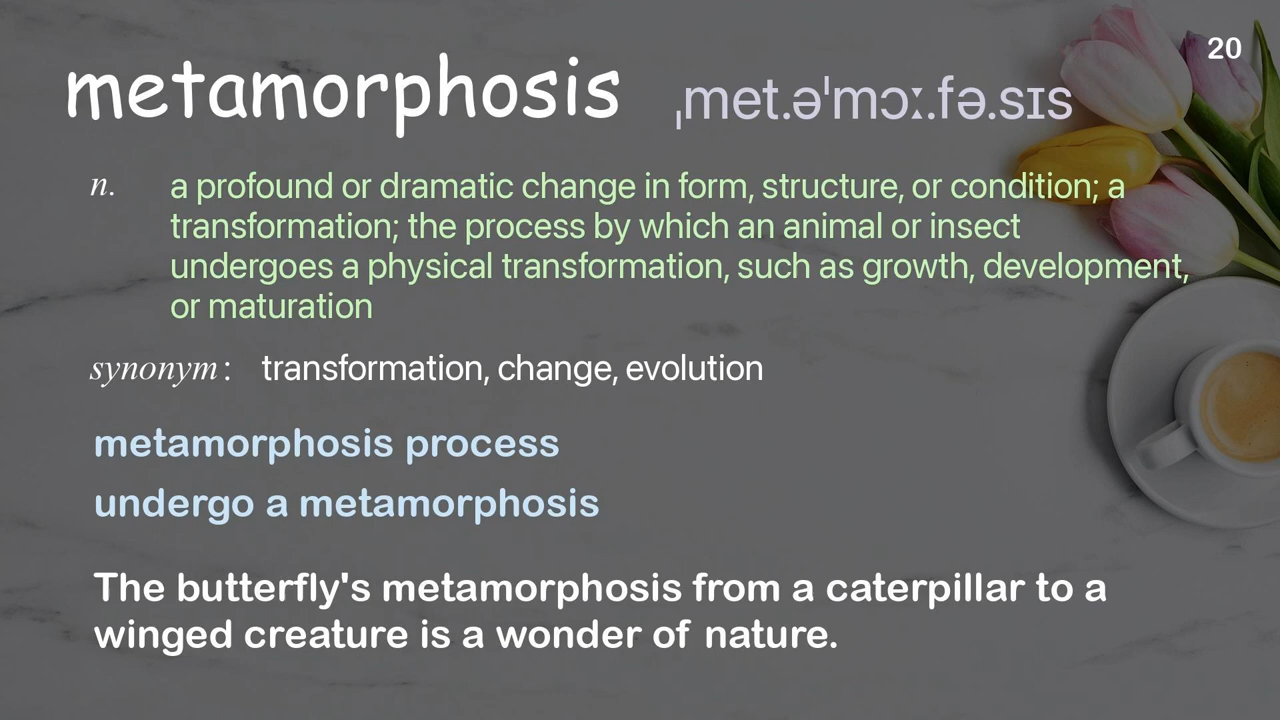 20
metamorphosis ˌmet.əˈmɔː.fə.sɪs
n. a profound or dramatic change in form, structure, or condition; a
transformation; the process by which an animal or insect
undergoes a physical transformation, such as growth, development,
or maturation
synonym : transformation, change, evolution
metamorphosis process
undergo a metamorphosis
The butterfly's metamorphosis from a caterpillar to a
winged creature is a wonder of nature.